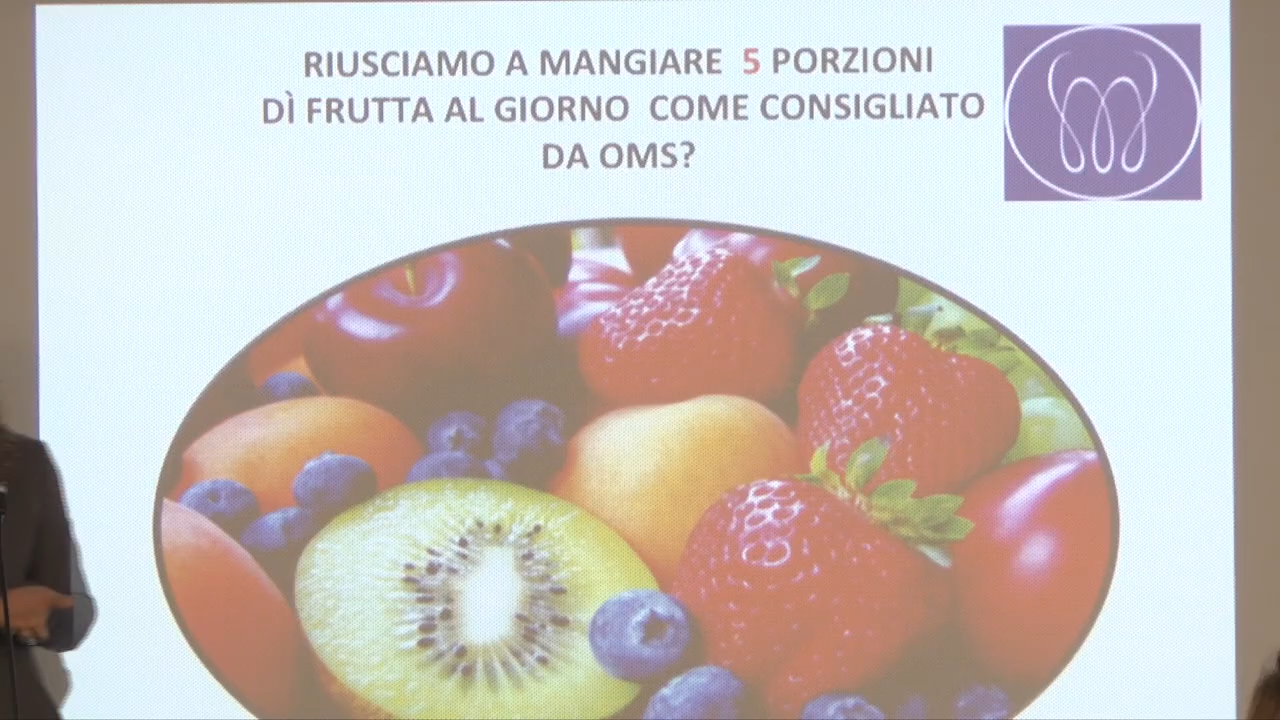 RIUSCIAMO A MANGIARE 5 PORZIONI
DÌ FRUTTA AL GIORNO COME CONSIGLIATO
DA OMS?